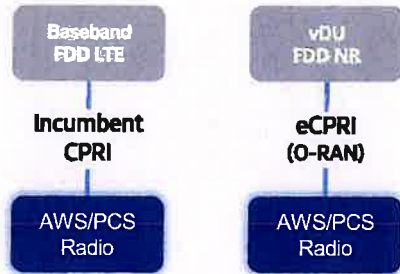 Baseband
FDD LTE
Incumbent
CPRI
AWS/PCS
Radio
vDU
FDD NR
eCPRI
(O-RAN)
AWS/PCS
Radio